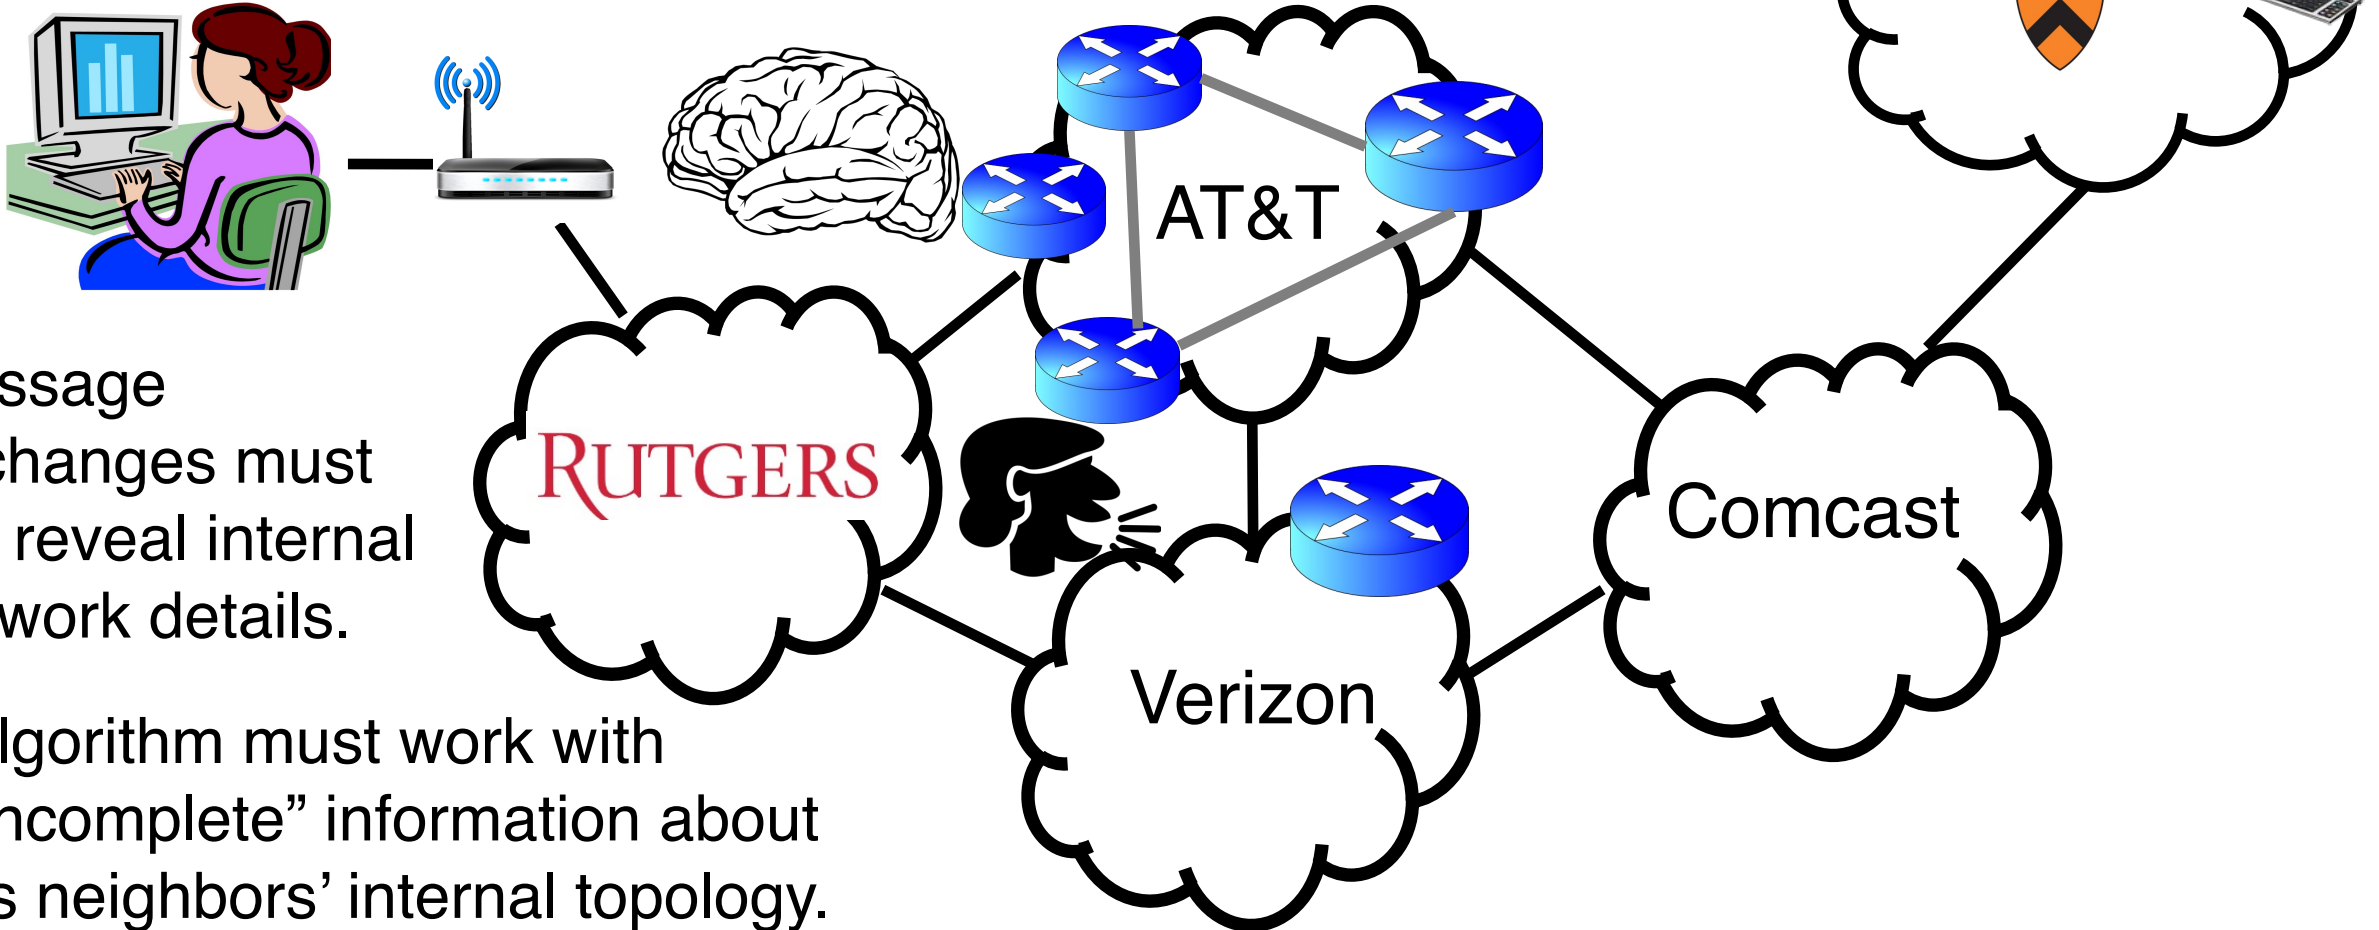 AT&T
ssage
changes must
reveal internal
work details.
RUTGERS
Comcast
Verizon
lgorithm must work with
ncomplete” information about
s neighbors’ internal topology.